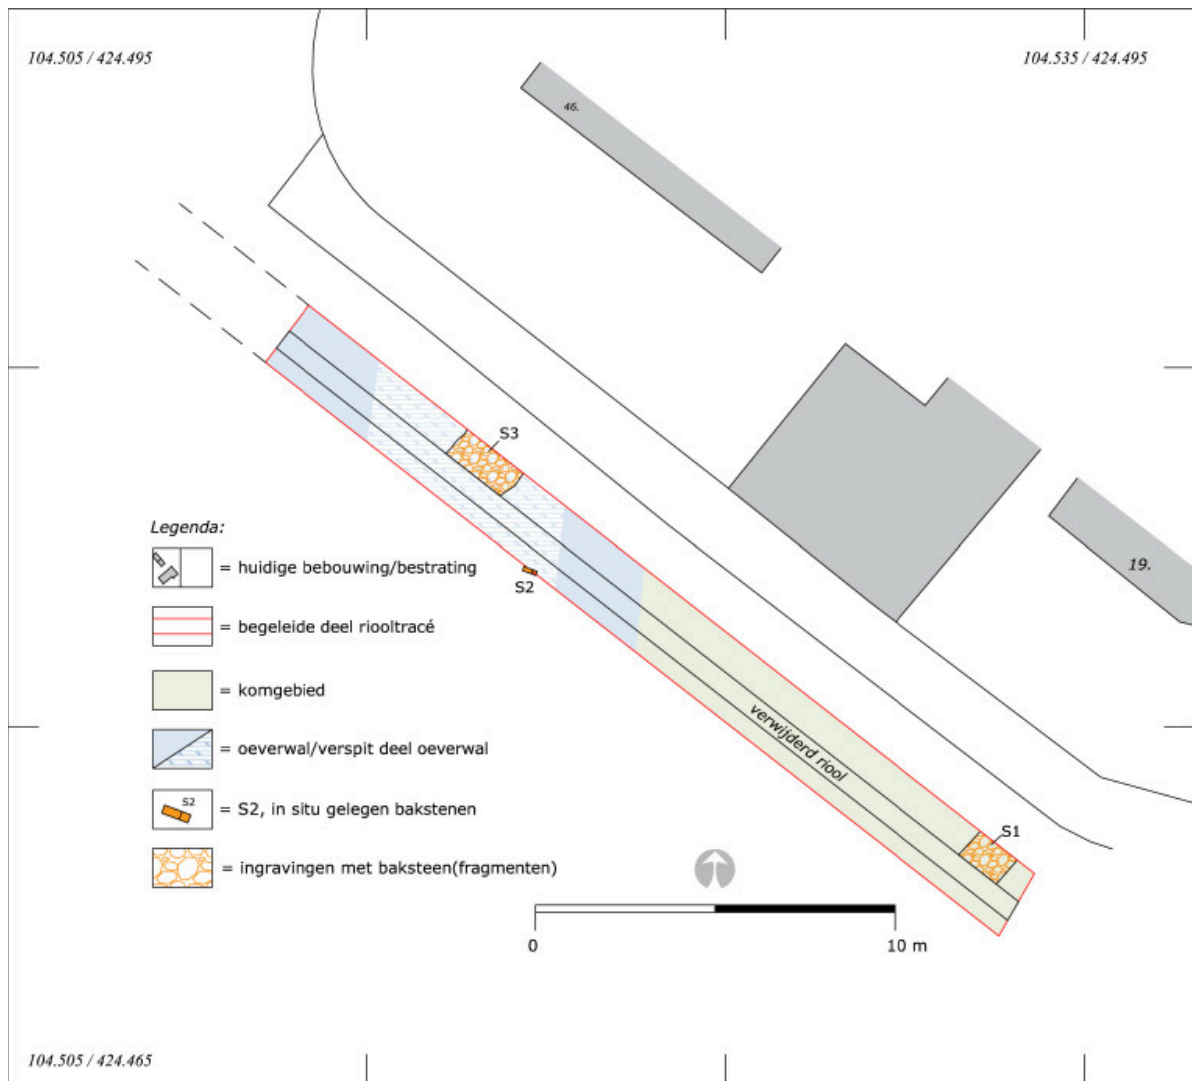 104.505 / 424.495
104.535 / 424.495
46.
S3
S2
19.
Legenda:
= huidige bebouwing/bestrating
= begeleide deel riooltracé
= komgebied
= oeverwal/verspit deel oeverwal
S2
= S2, in situ gelegen bakstenen
= ingravingen met baksteen(fragmenten)
verwijderd riool
S1
0
10 m
104.505 / 424.465